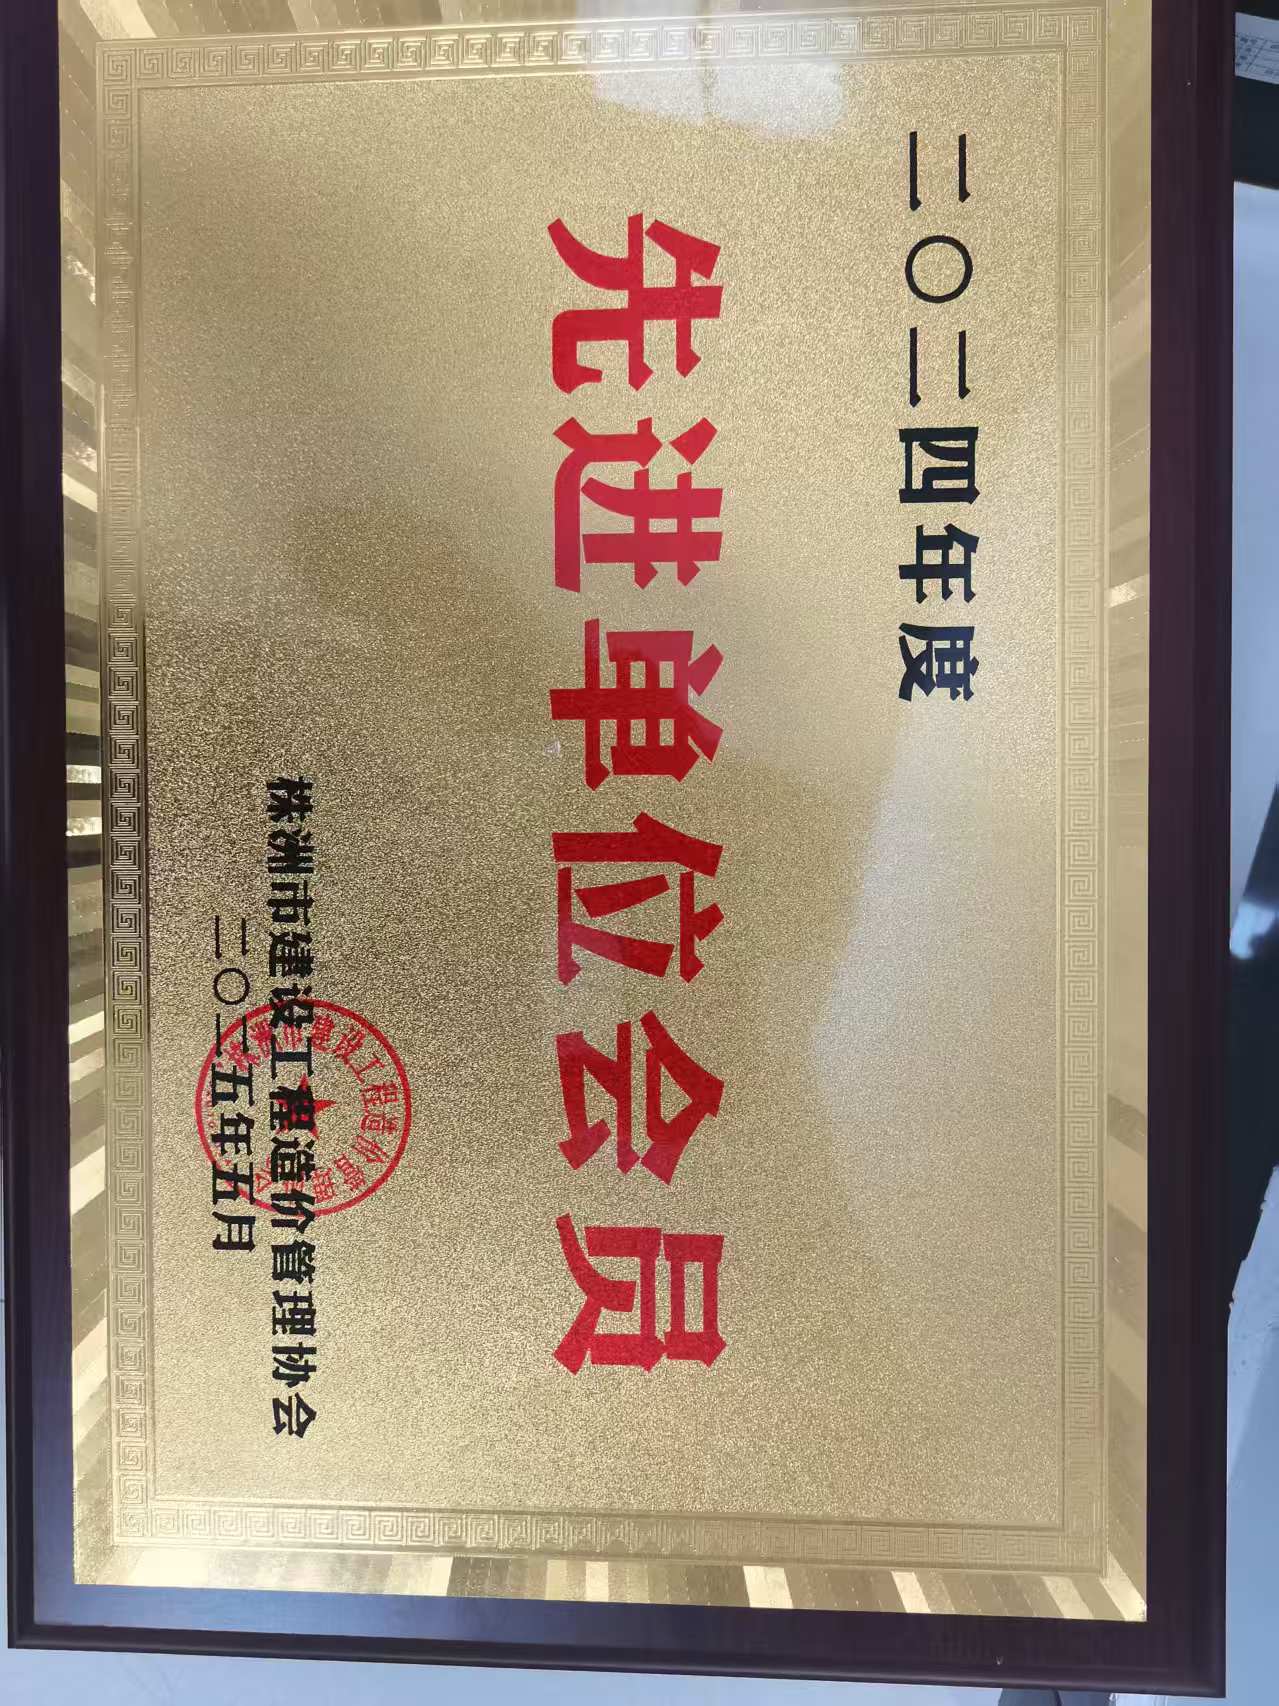 二〇二四年度
先进单位会员
株洲市建设工程造价管理协会
二〇二五年五月